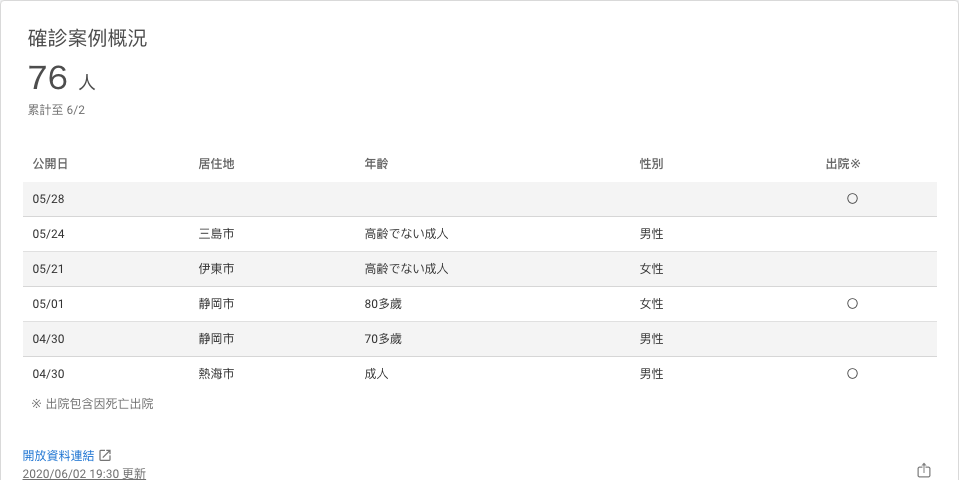 確診案例概況
76 人
累計至 6/2
公開日 居住地 年齡 性別 出院※
05/28 〇
05/24 三島市 高齢でない成人 男性
05/21 伊東市 高齢でない成人 女性
05/01 静岡市 80多歲 女性 〇
04/30 静岡市 70多歲 男性
04/30 熱海市 成人 男性 〇
※ 出院包含因死亡出院
開放資料連結
2020/06/02 19:30 更新